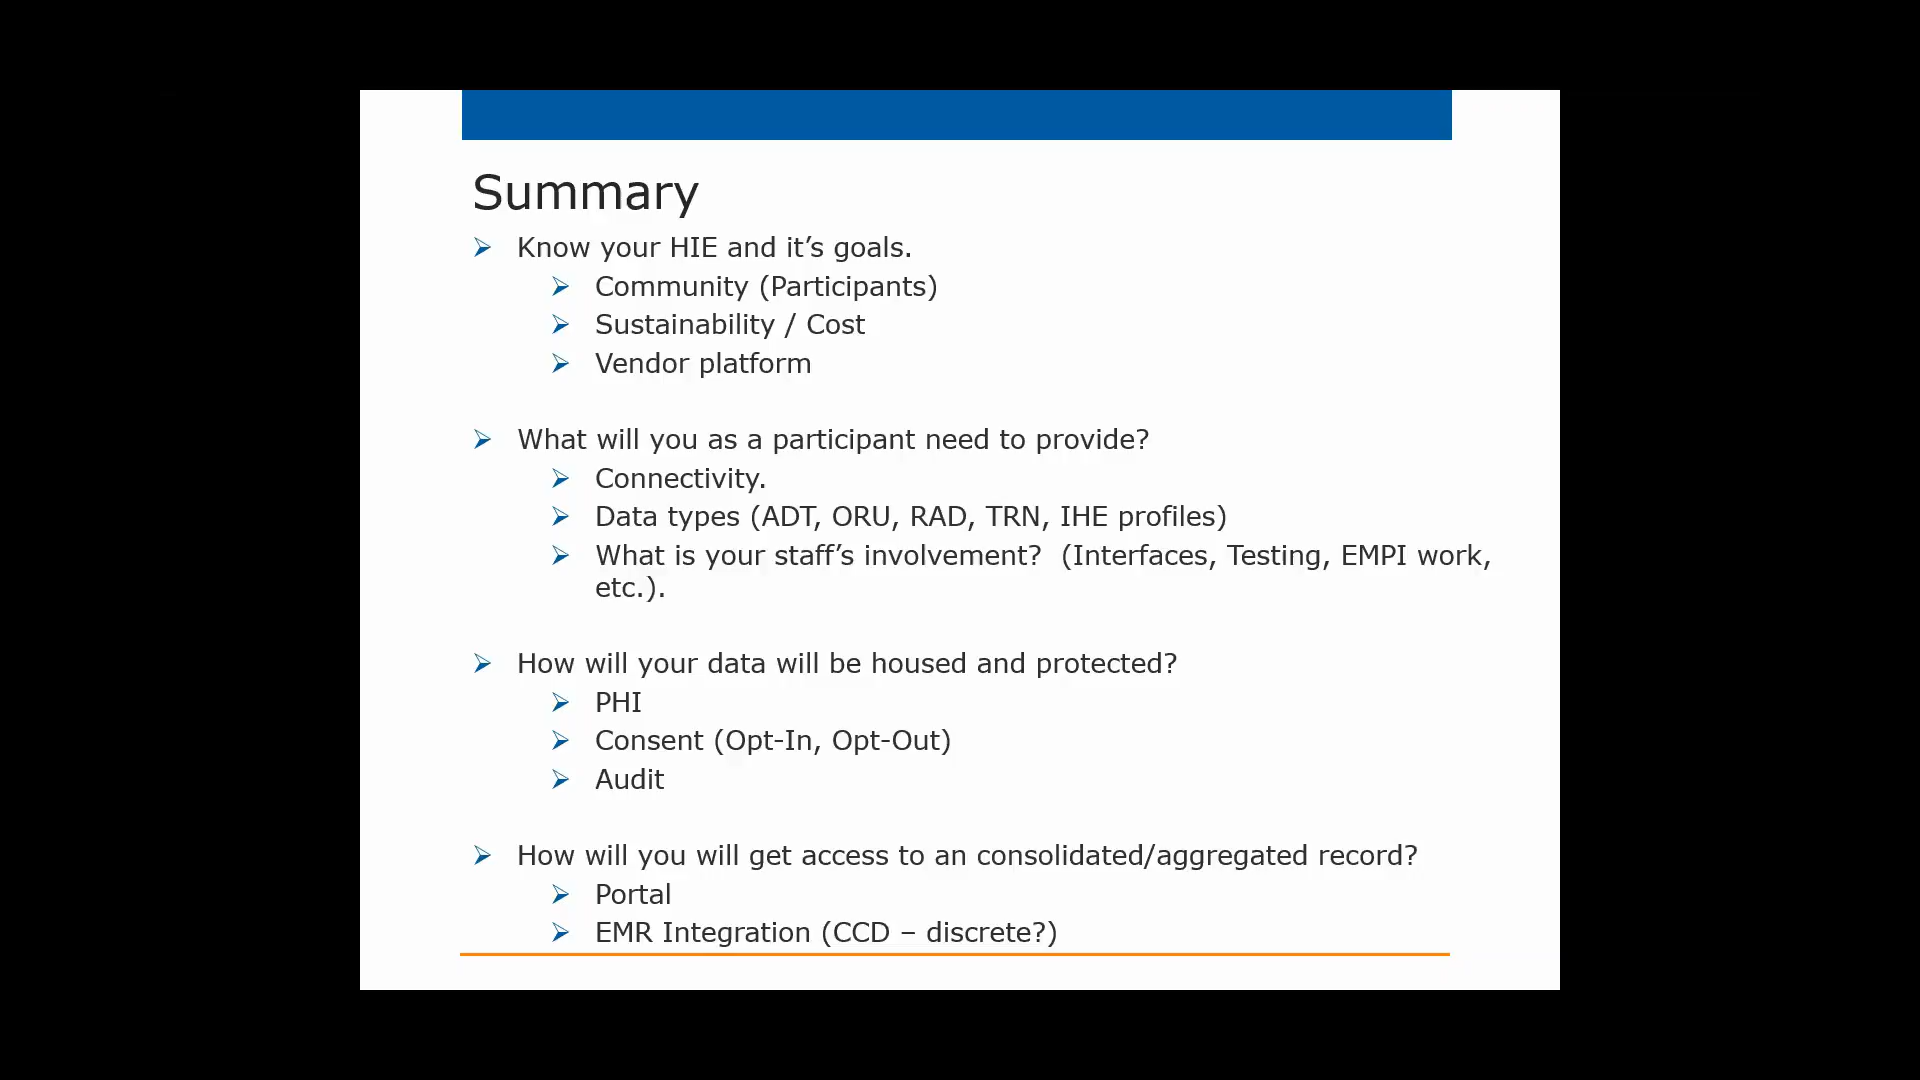 Summary
Know your HIE and it’s goals.
Community (Participants)
Sustainability / Cost
Vendor platform
What will you as a participant need to provide?
Connectivity.
Data types (ADT, ORU, RAD, TRN, IHE profiles)
What is your staff’s involvement?  (Interfaces, Testing, EMPI work,
etc.).
How will your data will be housed and protected?
PHI
Consent (Opt-In, Opt-Out)
Audit
How will you will get access to an consolidated/aggregated record?
Portal
EMR Integration (CCD – discrete?)